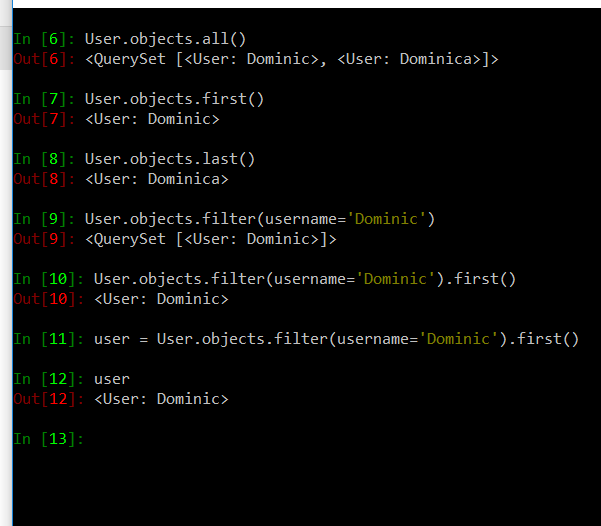 In [6]: User.objects.all()
Out[6]: <QuerySet [<User: Dominic>, <User: Dominica>]>
In [7]: User.objects.first()
Out[7]: <User: Dominic>
In [8]: User.objects.last()
Out[8]: <User: Dominica>
In [9]: User.objects.filter(username='Dominic')
Out[9]: <QuerySet [<User: Dominic>]>
In [10]: User.objects.filter(username='Dominic').first()
Out[10]: <User: Dominic>
In [11]: user = User.objects.filter(username='Dominic').first()
In [12]: user
Out[12]: <User: Dominic>
In [13]: